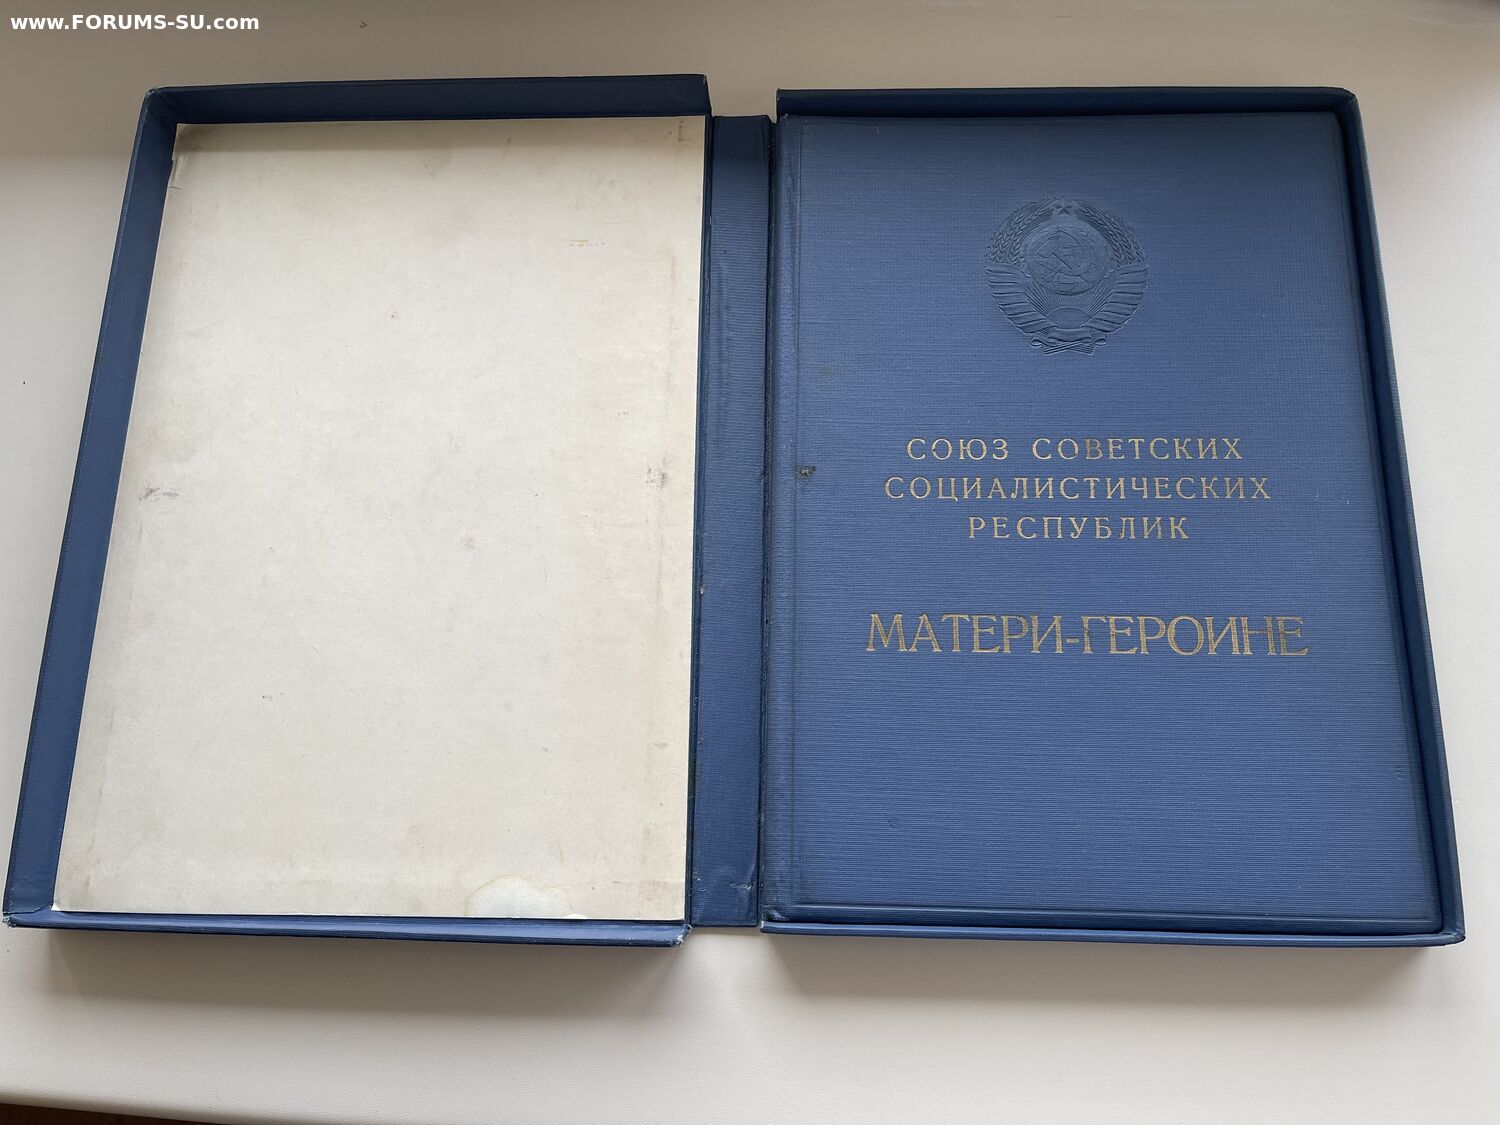 www.FORUMS-SU.com
СОЮЗ СОВЕТСКИХ
СОЦИАЛИСТИЧЕСКИХ
РЕСПУБЛИК
МАТЕРИ-ГЕРОИНЕ